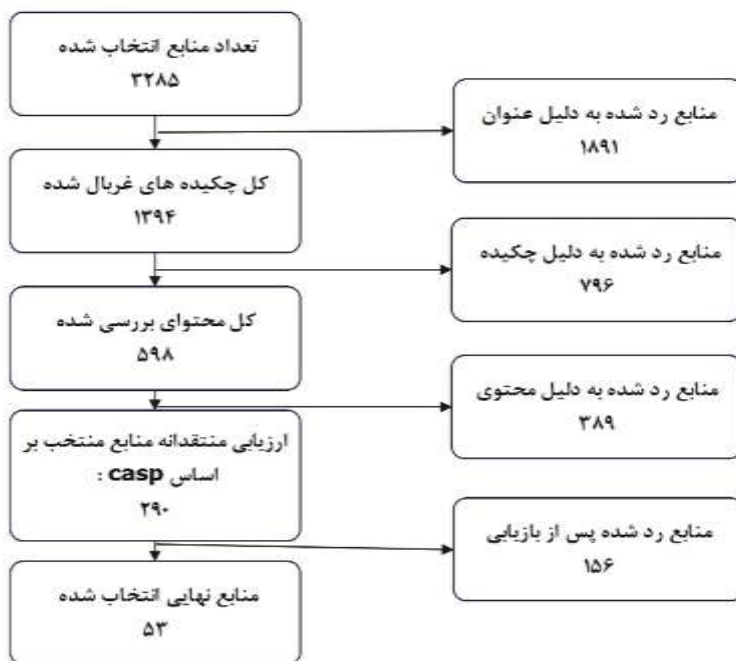 تعداد منابع انتخاب شده
۳۲۸۵
منابع رد شده به دلیل عنوان
۱۸۹۱
کل چکیده های غربال شده
۱۳۹۴
منابع رد شده به دلیل چکیده
۷۹۶
کل محتوای بررسی شده
۵۹۸
منابع رد شده به دلیل محتوی
۳۸۹
ارزیابی منتقدانه منابع منتخب بر
اساس casp :
۲۹۰
منابع رد شده پس از بازیابی
۱۵۶
منابع نهایی انتخاب شده
۵۳